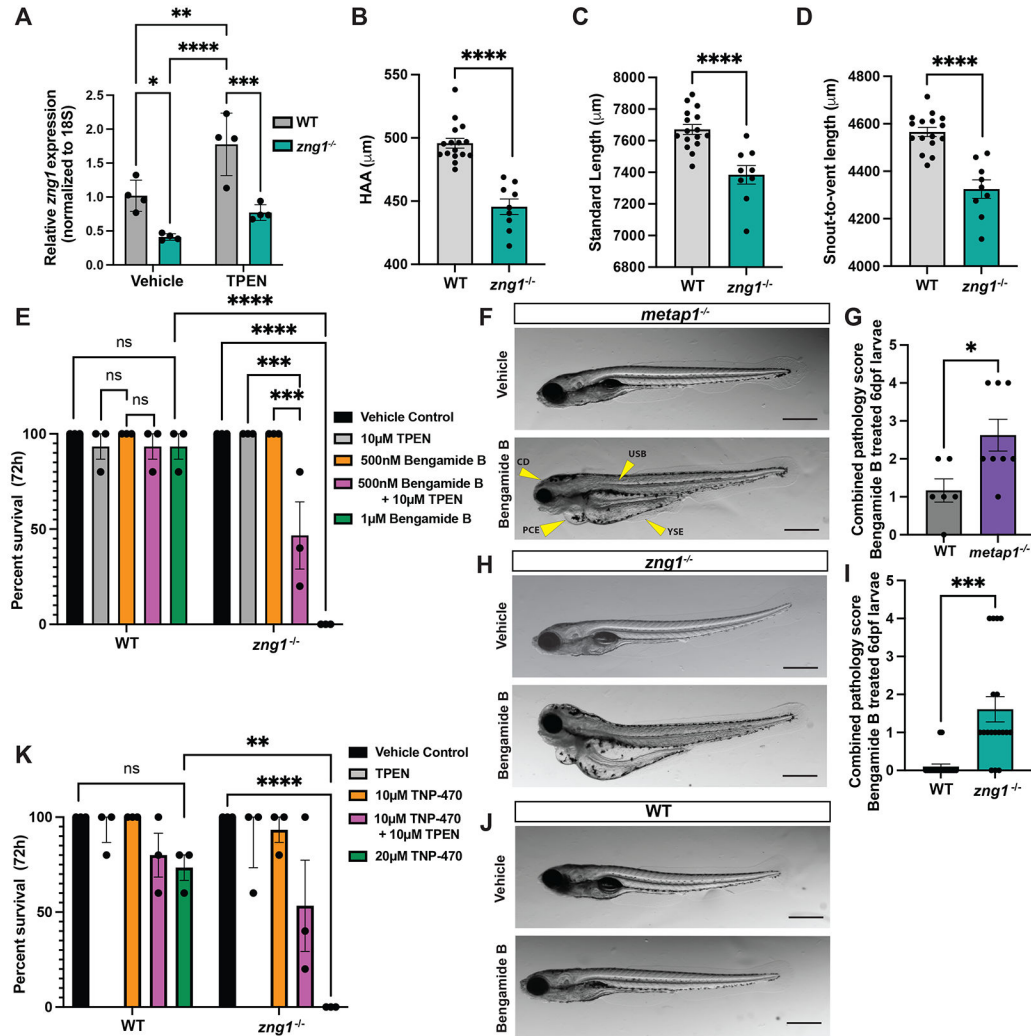 A
**
****
*
***
Relative zng1 expression
(normalized to 18S)
2.5
2.0
1.5
1.0
0.5
0.0
Vehicle
TPEN
WT
zng1-/-
B
****
HAA (μm)
550
500
450
400
WT
zng1-/-
C
****
Standard Length (μm)
8000
7800
7600
7400
7200
7000
6800
WT
zng1-/-
D
****
Snout-to-vent length (μm)
4800
4600
4400
4200
4000
WT
zng1-/-
E
****
****
ns
***
ns
***
ns
Percent survival (72h)
100
50
0
WT
zng1-/-
Vehicle Control
10μM TPEN
500nM Bengamide B
500nM Bengamide B
+ 10μM TPEN
1μM Bengamide B
F
metap1-/-
Vehicle
Bengamide B
CD
USB
PCE
YSE
G
*
Combined pathology score
Bengamide B treated 6dpf larvae
5
4
3
2
1
0
WT
metap1-/-
H
zng1-/-
Vehicle
Bengamide B
I
***
Combined pathology score
Bengamide B treated 6dpf larvae
5
4
3
2
1
0
WT
zng1-/-
J
WT
Vehicle
Bengamide B
K
**
ns
****
Percent survival (72h)
100
50
0
WT
zng1-/-
Vehicle Control
TPEN
10μM TNP-470
10μM TNP-470
+ 10μM TPEN
20μM TNP-470